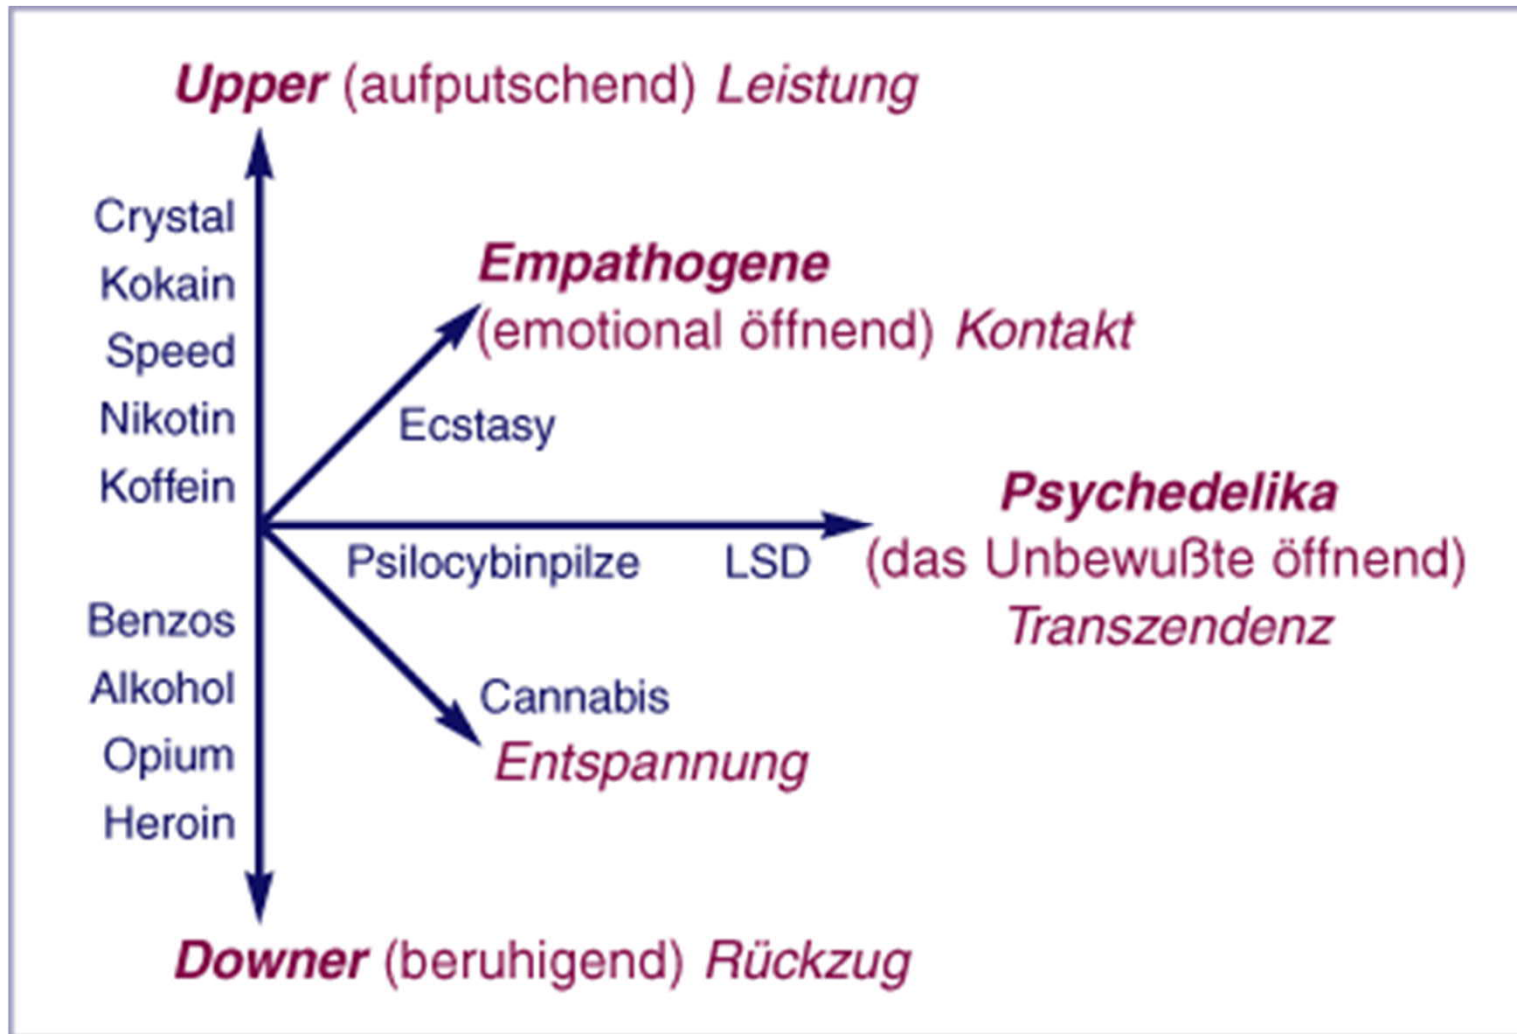 Upper (aufputschend) Leistung
Crystal
Kokain
Speed
Nikotin
Koffein
Empathogene
(emotional öffnend) Kontakt
Ecstasy
Psychedelika
(das Unbewußte öffnend)
Transzendenz
Psilocybinpilze LSD
Benzos
Alkohol
Opium
Heroin
Cannabis
Entspannung
Downer (beruhigend) Rückzug